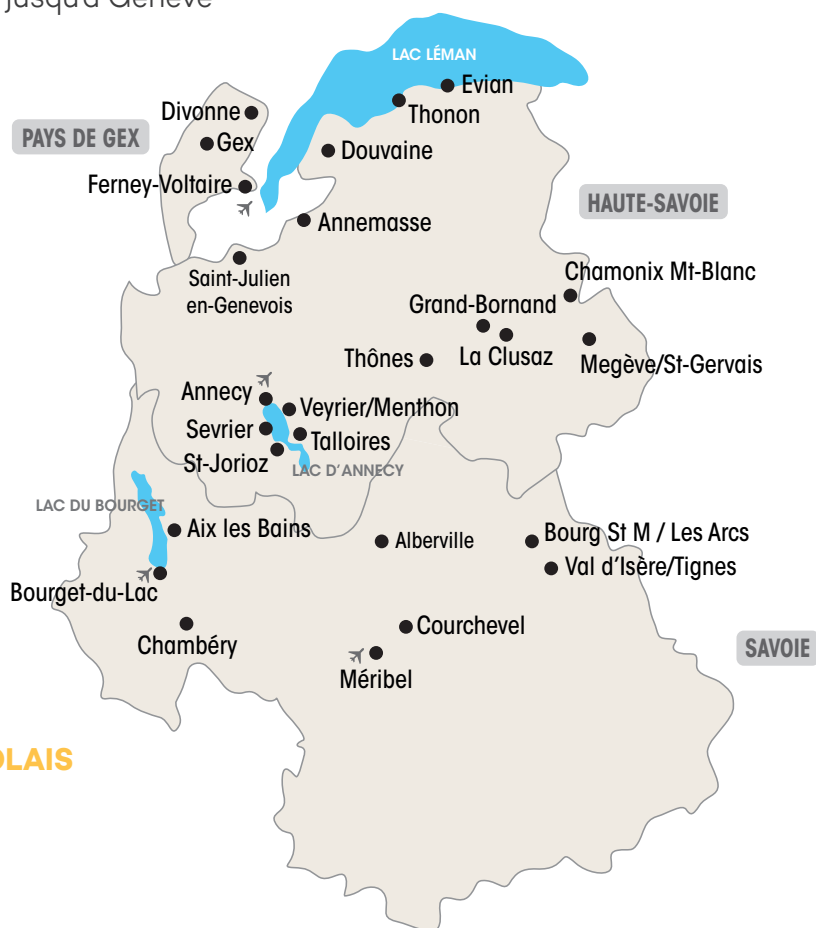 jusqu'à Genève
LAC LÉMAN
Evian
Thonon
Divonne
PAYS DE GEX
Gex
Douvaine
Ferney-Voltaire
HAUTE-SAVOIE
Annemasse
Saint-Julien
en-Genevois
Chamonix Mt-Blanc
Grand-Bornand
La Clusaz
Thônes
Megève/St-Gervais
Annecy
Veyrier/Menthon
Sevrier
Talloires
St-Jorioz
LAC D'ANNECY
LAC DU BOURGET
Aix les Bains
Alberville
Bourg St M / Les Arcs
Val d'Isère/Tignes
Bourget-du-Lac
Courchevel
Chambéry
SAVOIE
Méribel
OLAIS